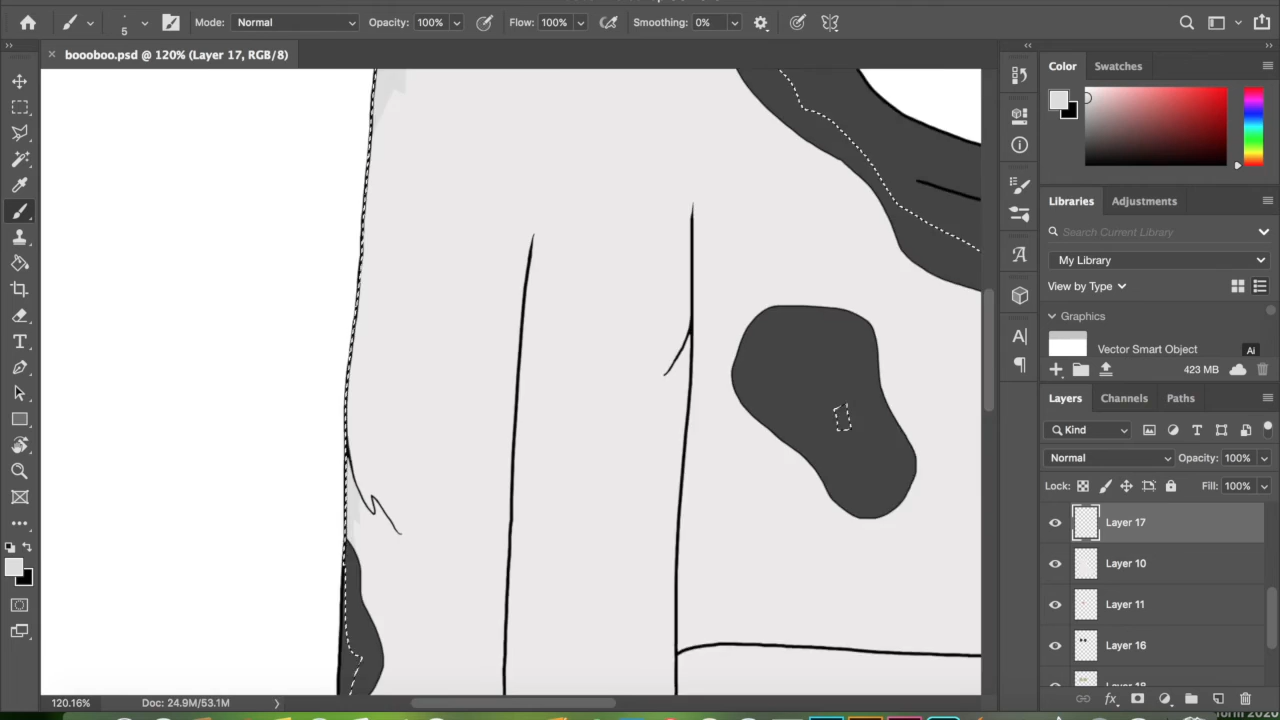 5 Mode: Normal Opacity: 100% Flow: 100% Smoothing: 0%
× boooboo.psd @ 120% (Layer 17, RGB/8)
Color Swatches
Libraries Adjustments
Search Current Library
My Library
View by Type
Graphics
Vector Smart Object Ai
423 MB
Layers Channels Paths
Kind
Normal Opacity: 100%
Lock: Fill: 100%
Layer 17
Layer 10
Layer 11
Layer 16
120.16% Doc: 24.9M/53.1M